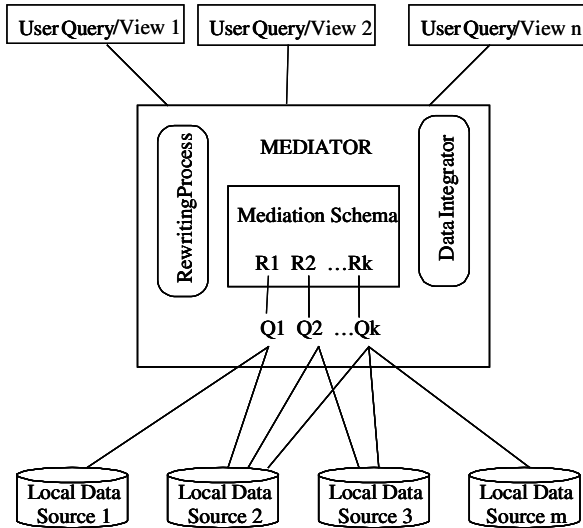 User Query/View 1 User Query/View 2 User Query/View n
Rewriting Process
MEDIATOR
Data Integrator
Mediation Schema
R1 R2 ...Rk
Q1 Q2 ...Qk
Local Data
Source 1
Local Data
Source 2
Local Data
Source 3
Local Data
Source m